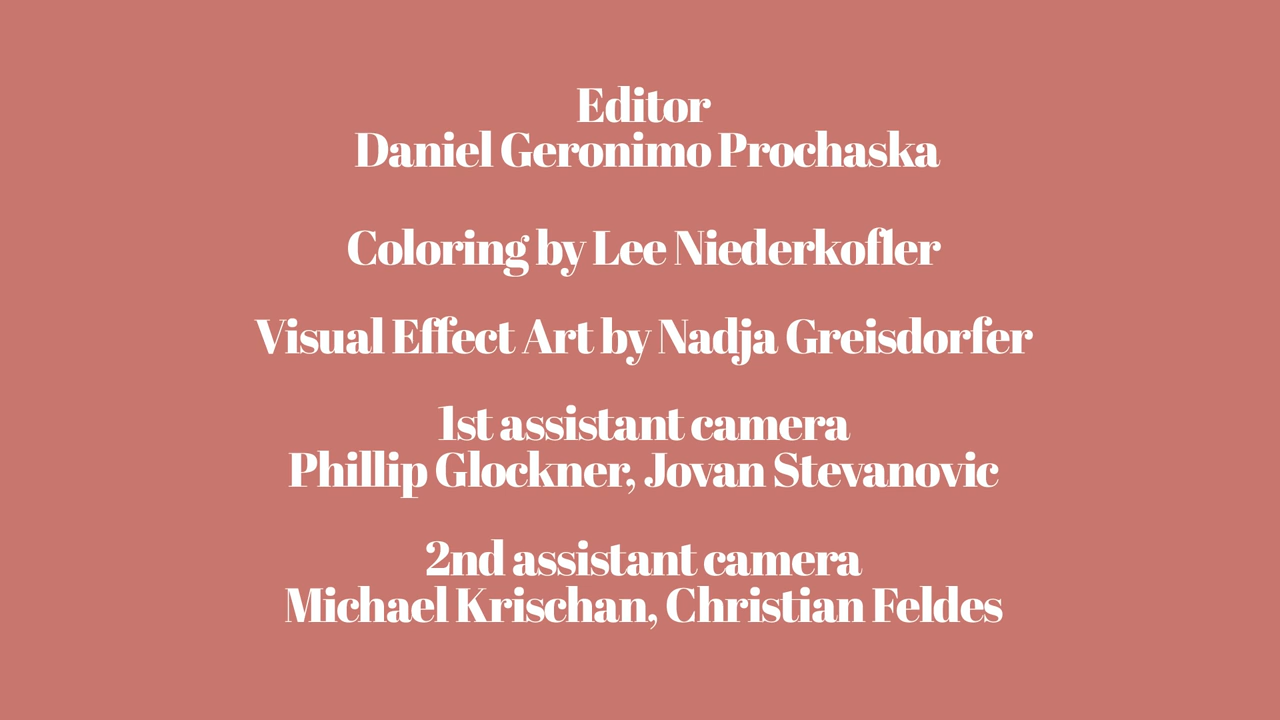 Editor
Daniel Geronimo Prochaska
Coloring by Lee Niederkofler
Visual Effect Art by Nadja Greisdorfer
1st assistant camera
Phillip Glockner, Jovan Stevanovic
2nd assistant camera
Michael Krischan, Christian Feldes